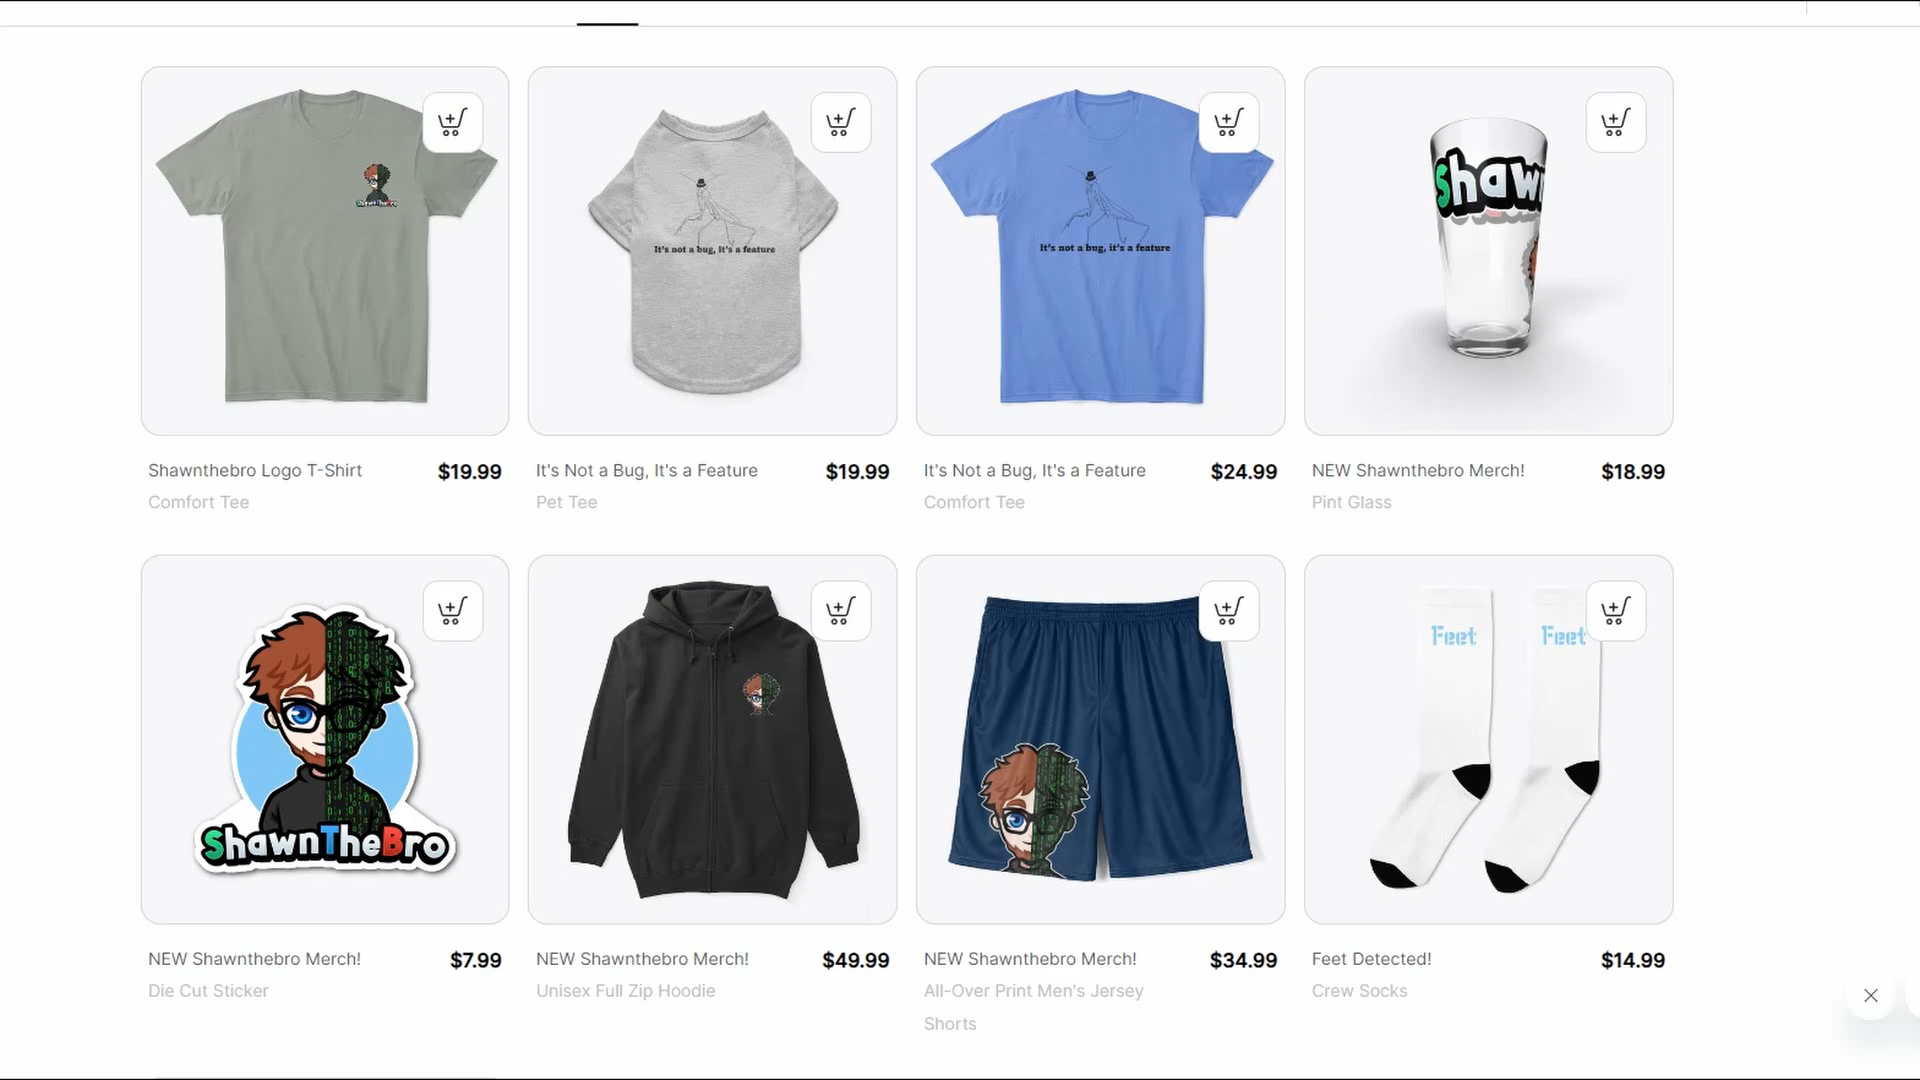 ShawnTheBro
It's not a bug, it's a feature
It's not a bug, it's a feature
Shawn
Shawnthebro Logo T-Shirt $19.99
Comfort Tee
It's Not a Bug, It's a Feature $19.99
Pet Tee
It's Not a Bug, It's a Feature $24.99
Comfort Tee
NEW Shawnthebro Merch! $18.99
Pint Glass
ShawnTheBro
Feet Feet
NEW Shawnthebro Merch! $7.99
Die Cut Sticker
NEW Shawnthebro Merch! $49.99
Unisex Full Zip Hoodie
NEW Shawnthebro Merch! $34.99
All-Over Print Men's Jersey
Shorts
Feet Detected! $14.99
Crew Socks